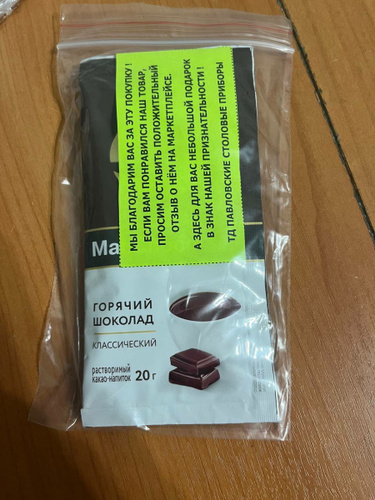 МЫ БЛАГОДАРИМ ВАС ЗА ЭТУ ПОКУПКУ !
ЕСЛИ ВАМ ПОНРАВИЛСЯ НАШ ТОВАР,
ПРОСИМ ОСТАВИТЬ ПОЛОЖИТЕЛЬНЫЙ
ОТЗЫВ О НЁМ НА МАРКЕТПЛЕЙСЕ.
А ЗДЕСЬ ДЛЯ ВАС НЕБОЛЬШОЙ ПОДАРОК
В ЗНАК НАШЕЙ ПРИЗНАТЕЛЬНОСТИ !
ТД ПАВЛОВСКИЕ СТОЛОВЫЕ ПРИБОРЫ
Ma
ГОРЯЧИЙ
ШОКОЛАД
КЛАССИЧЕСКИЙ
растворимый
какао-напиток 20 г